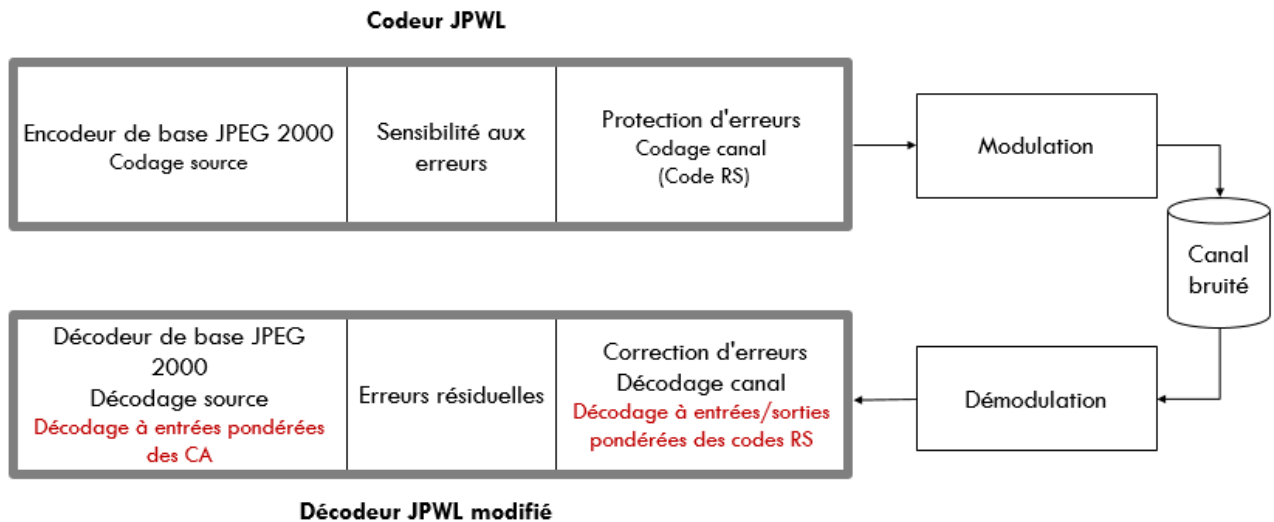 Codeur JPWL
Encodeur de base JPEG 2000
Codage source
Sensibilité aux
erreurs
Protection d'erreurs
Codage canal
(Code RS)
Modulation
Canal
bruité
Décodeur de base JPEG
2000
Décodage source
Décodage à entrées pondérées
des CA
Erreurs résiduelles
Correction d'erreurs
Décodage canal
Décodage à entrées/sorties
pondérées des codes RS
Démodulation
Décodeur JPWL modifié